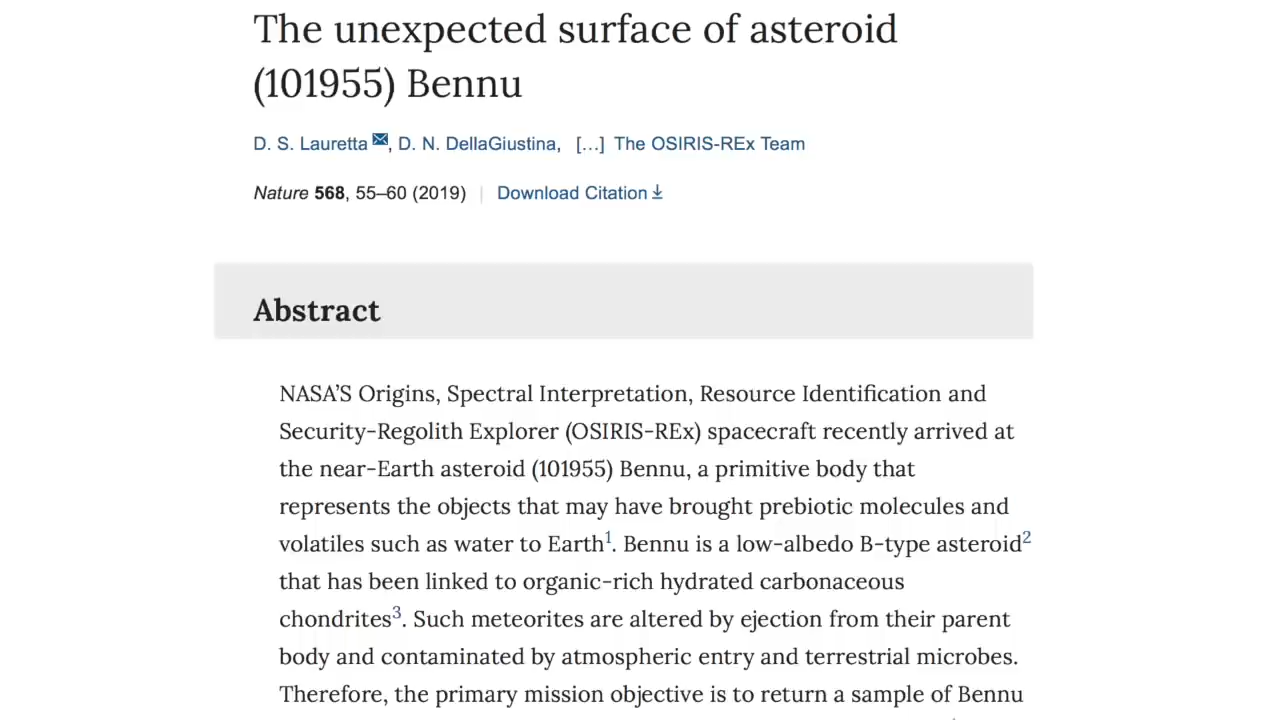 The unexpected surface of asteroid
(101955) Bennu
D. S. Lauretta, D. N. DellaGiustina, […] The OSIRIS-REx Team
Nature 568, 55–60 (2019) | Download Citation
Abstract
NASA’S Origins, Spectral Interpretation, Resource Identification and
Security-Regolith Explorer (OSIRIS-REx) spacecraft recently arrived at
the near-Earth asteroid (101955) Bennu, a primitive body that
represents the objects that may have brought prebiotic molecules and
volatiles such as water to Earth1. Bennu is a low-albedo B-type asteroid2
that has been linked to organic-rich hydrated carbonaceous
chondrites3. Such meteorites are altered by ejection from their parent
body and contaminated by atmospheric entry and terrestrial microbes.
Therefore, the primary mission objective is to return a sample of Bennu